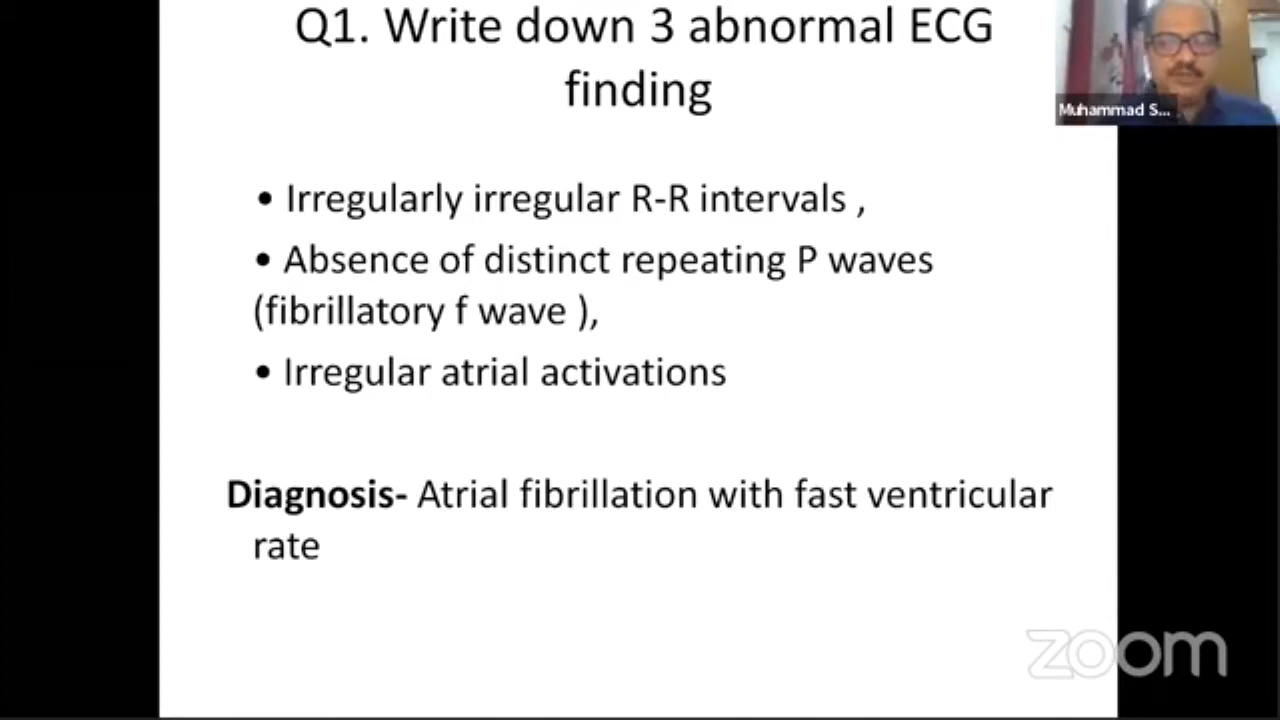 Q1. Write down 3 abnormal ECG
finding
Muhammad S...
• Irregularly irregular R-R intervals ,
• Absence of distinct repeating P waves
(fibrillatory f wave ),
• Irregular atrial activations
Diagnosis- Atrial fibrillation with fast ventricular
rate
zoom